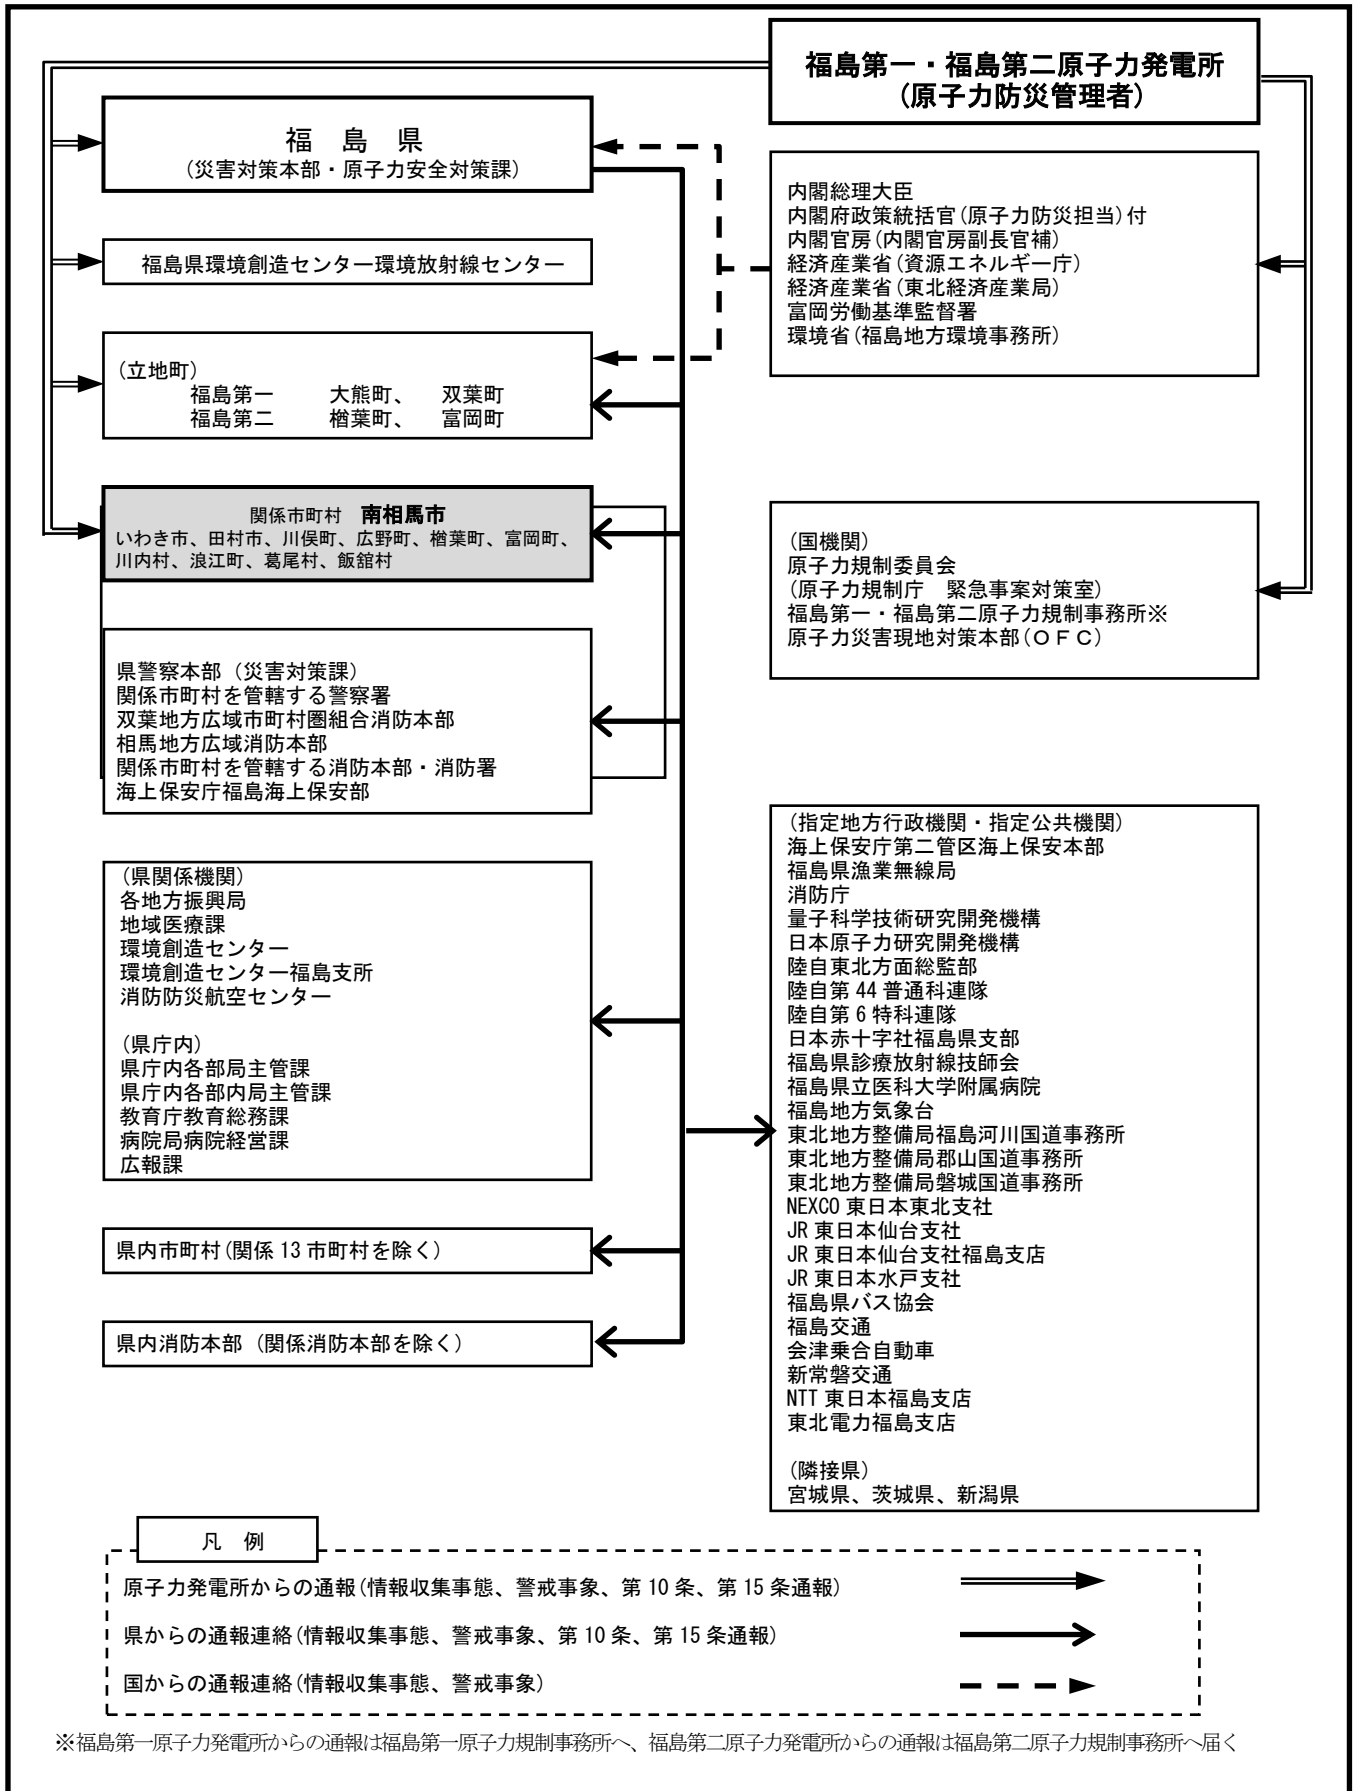 福島第一・福島第二原子力発電所
(原子力防災管理者)
福　島　県
(災害対策本部・原子力安全対策課)
福島県環境創造センター環境放射線センター
(立地町)
福島第一　大熊町、　双葉町
福島第二　楢葉町、　富岡町
関係市町村　南相馬市
いわき市、田村市、川俣町、広野町、楢葉町、富岡町、
川内村、浪江町、葛尾村、飯舘村
県警察本部（災害対策課)
関係市町村を管轄する警察署
双葉地方広域市町村圏組合消防本部
相馬地方広域消防本部
関係市町村を管轄する消防本部・消防署
海上保安庁福島海上保安部
(県関係機関)
各地方振興局
地域医療課
環境創造センター
環境創造センター福島支所
消防防災航空センター
(県庁内)
県庁内各部局主管課
県庁内各部内局主管課
教育庁教育総務課
病院局病院経営課
広報課
県内市町村(関係 13 市町村を除く)
県内消防本部（関係消防本部を除く)
内閣総理大臣
内閣府政策統括官(原子力防災担当)付
内閣官房(内閣官房副長官補)
経済産業省(資源エネルギー庁)
経済産業省(東北経済産業局)
富岡労働基準監督署
環境省(福島地方環境事務所)
(国機関)
原子力規制委員会
(原子力規制庁　緊急事案対策室)
福島第一・福島第二原子力規制事務所※
原子力災害現地対策本部(ＯＦＣ)
(指定地方行政機関・指定公共機関)
海上保安庁第二管区海上保安本部
福島県漁業無線局
消防庁
量子科学技術研究開発機構
日本原子力研究開発機構
陸自東北方面総監部
陸自第 44 普通科連隊
陸自第 6 特科連隊
日本赤十字社福島県支部
福島県診療放射線技師会
福島県立医科大学附属病院
福島地方気象台
東北地方整備局福島河川国道事務所
東北地方整備局郡山国道事務所
東北地方整備局磐城国道事務所
NEXCO 東日本東北支社
JR 東日本仙台支社
JR 東日本仙台支社福島支店
JR 東日本水戸支社
福島県バス協会
福島交通
会津乗合自動車
新常磐交通
NTT 東日本福島支店
東北電力福島支店
(隣接県)
宮城県、茨城県、新潟県
凡　例
原子力発電所からの通報(情報収集事態、警戒事象、第 10 条、第 15 条通報)
県からの通報連絡(情報収集事態、警戒事象、第 10 条、第 15 条通報)
国からの通報連絡(情報収集事態、警戒事象)
※福島第一原子力発電所からの通報は福島第一原子力規制事務所へ、福島第二原子力発電所からの通報は福島第二原子力規制事務所へ届く